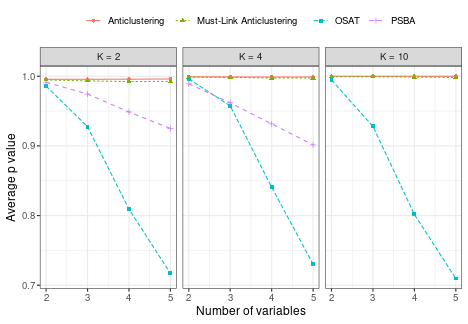 Anticlustering Must-Link Anticlustering OSAT PSBA
K = 2 K = 4 K = 10
Average p value
1.0
0.9
0.8
0.7
2 3 4 5 2 3 4 5 2 3 4 5
Number of variables